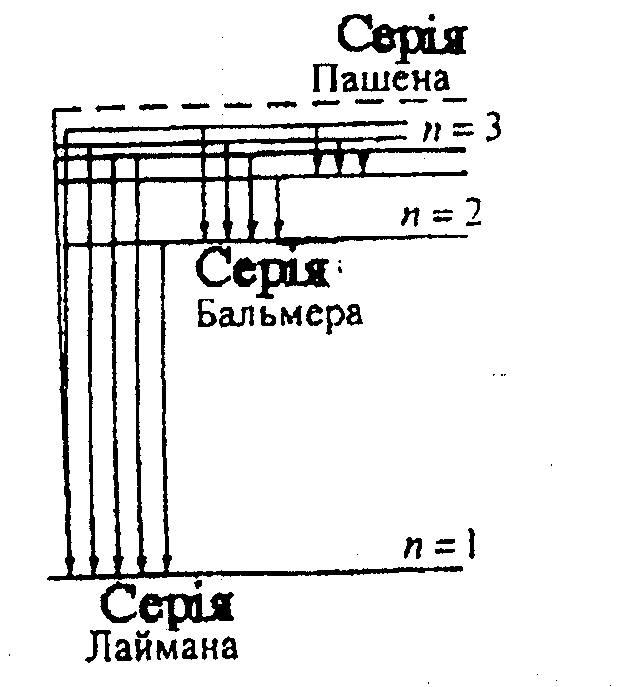 Серія
Пашена
n = 3
n = 2
Серія
Бальмера
n = 1
Серія
Лаймана